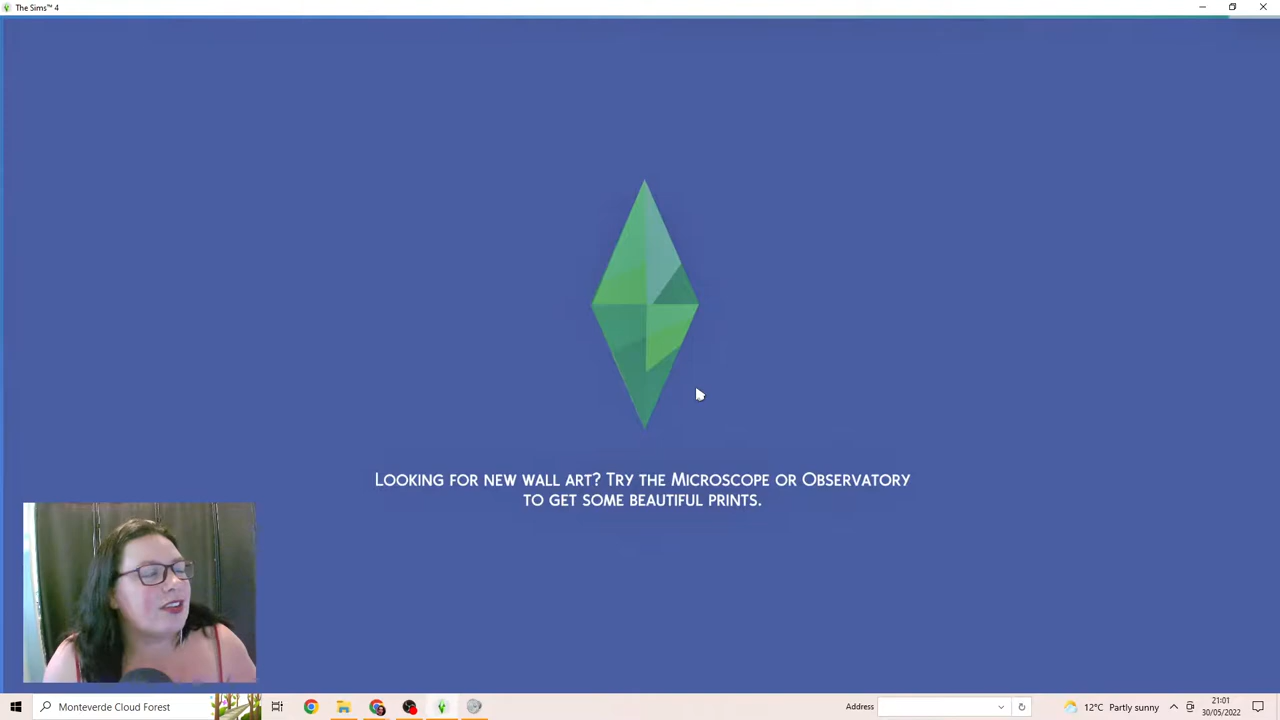 The Sims™ 4
Looking for new wall art? Try the Microscope or Observatory
to get some beautiful prints.
Monteverde Cloud Forest
Address
12°C Partly sunny
21:01
30/05/2022